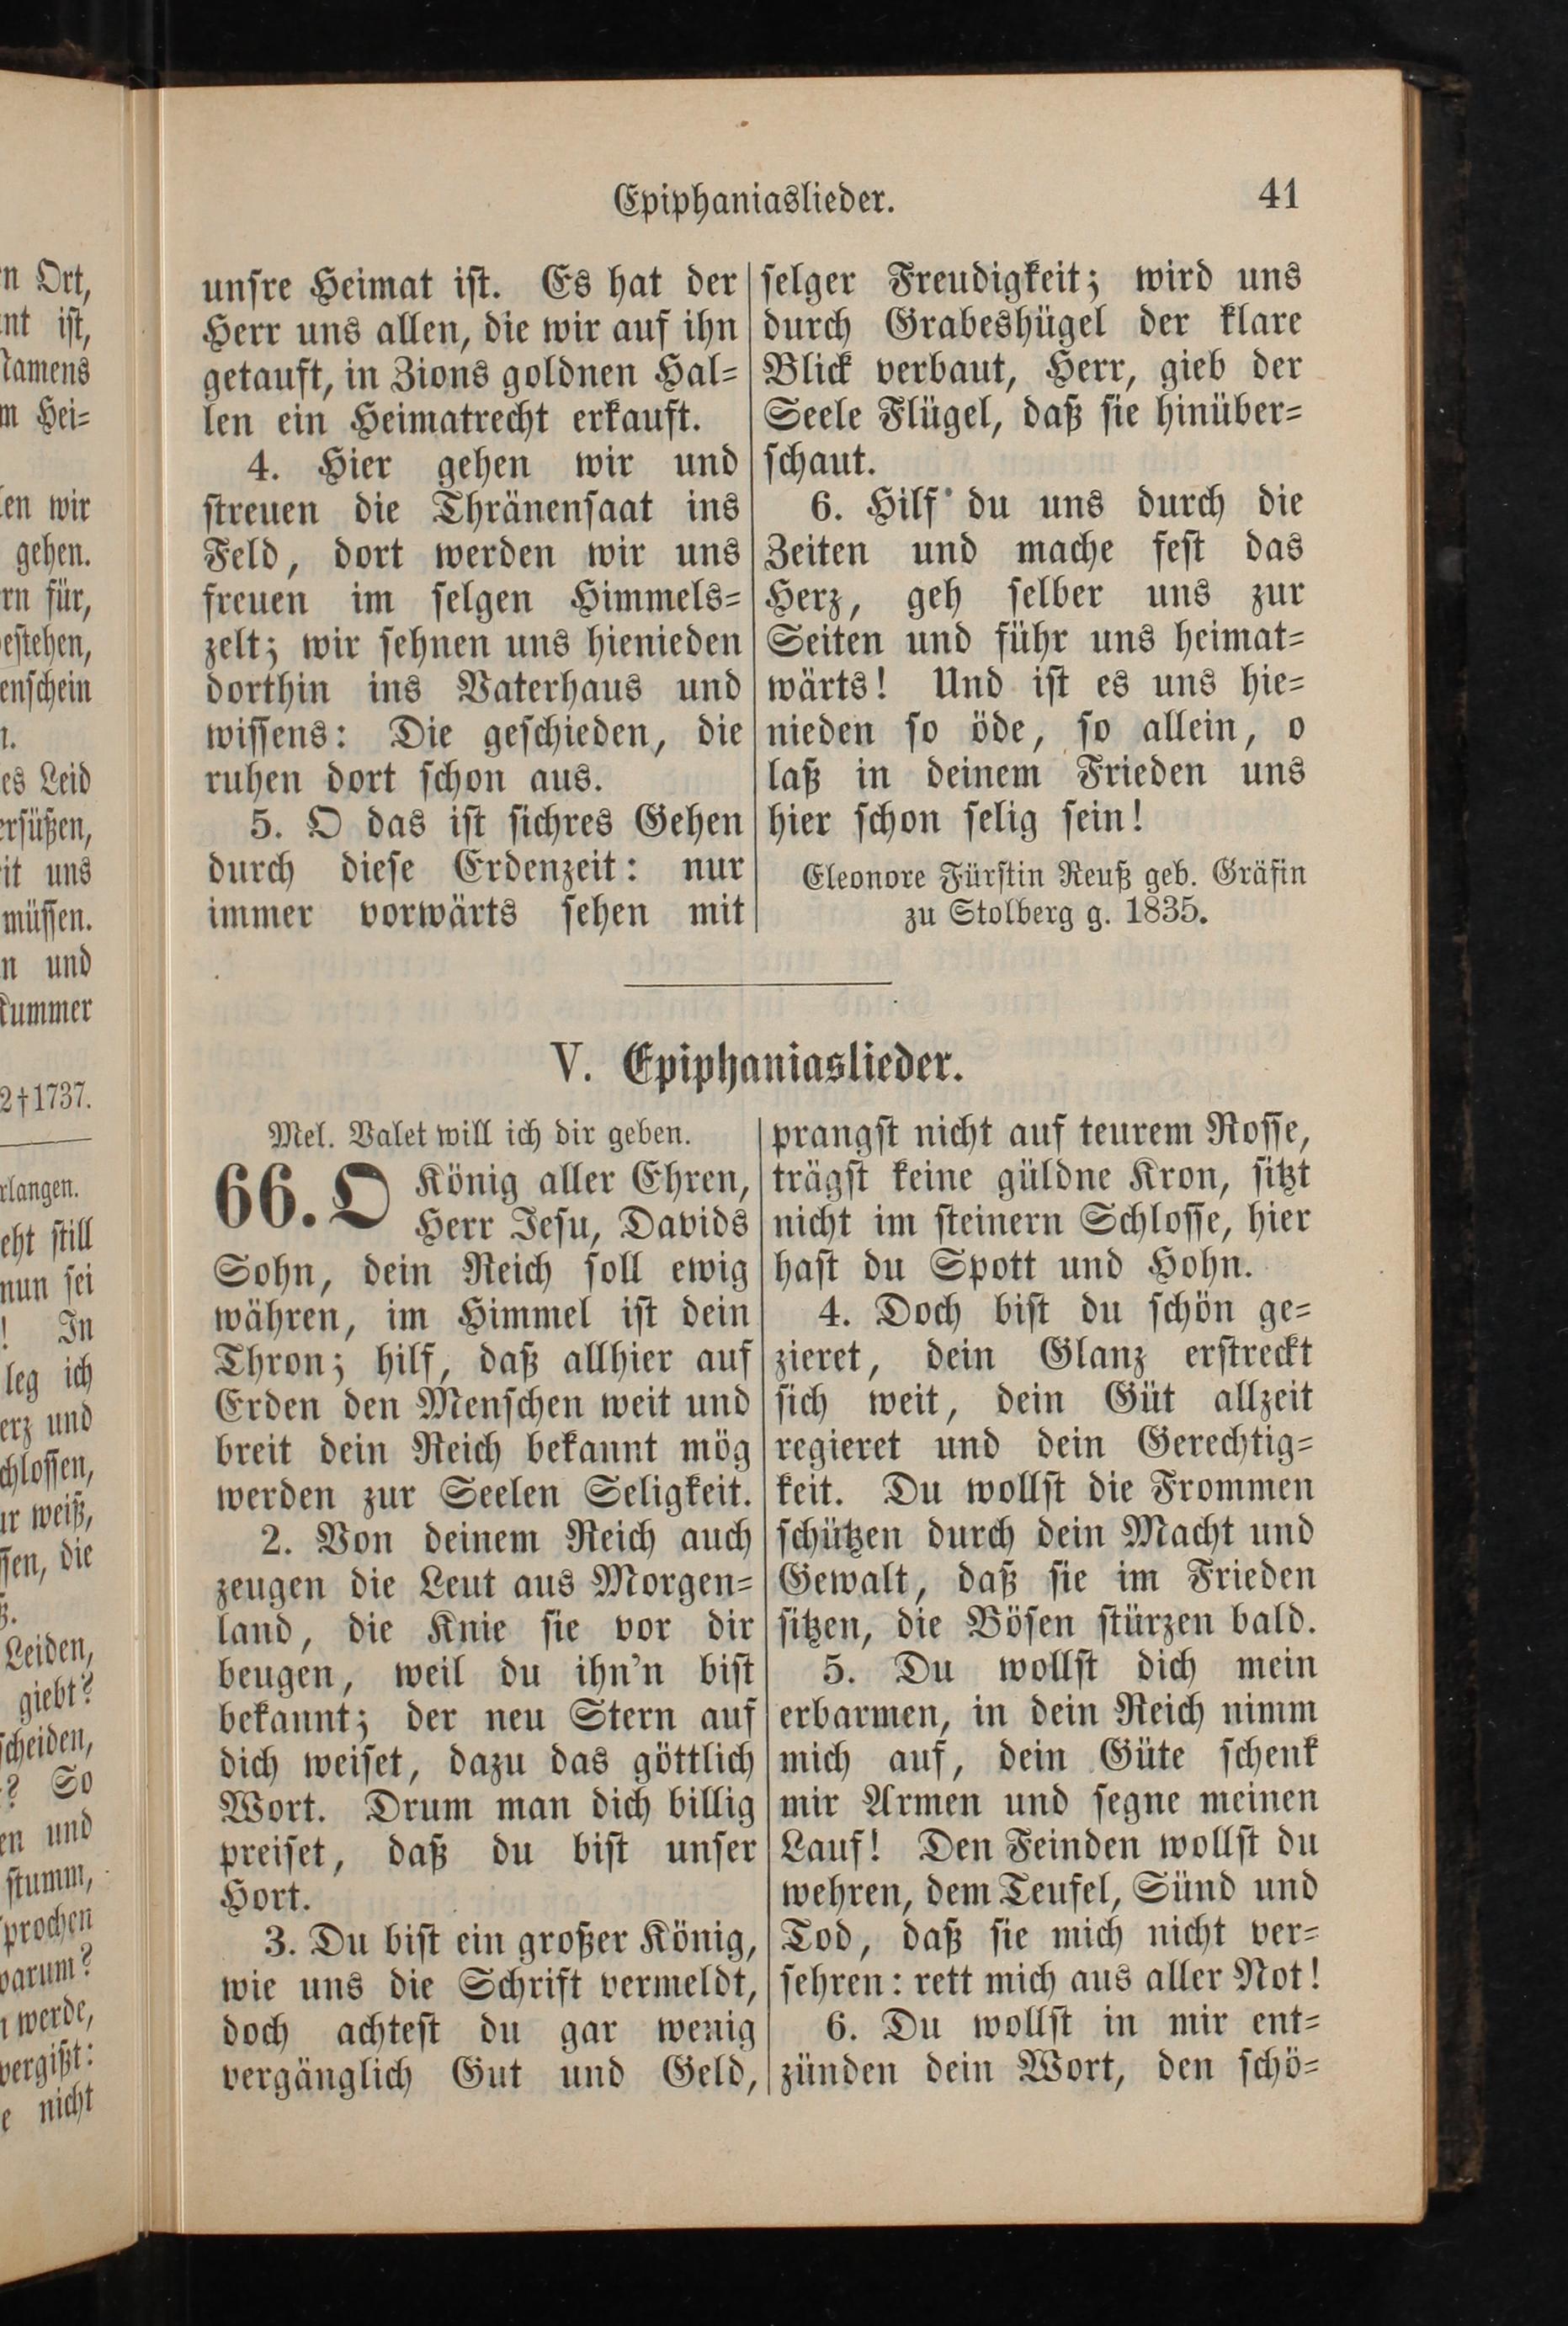 Epiphaniaslieder.
41
unsre Heimat ist. Es hat der
Herr uns allen, die wir auf ihn
getauft, in Zions goldnen Hal-
len ein Heimatrecht erkauft.
4. Hier gehen wir und
streuen die Thränensaat ins
Feld, dort werden wir uns
freuen im selgen Himmels-
zelt; wir sehnen uns hienieden
dorthin ins Vaterhaus und
wissens: Die geschieden, die
ruhen dort schon aus.
5. O das ist sichres Gehen
durch diese Erdenzeit: nur
immer vorwärts sehen mit
selger Freudigkeit; wird uns
durch Grabeshügel der klare
Blick verbaut, Herr, gieb der
Seele Flügel, daß sie hinüber-
schaut.
6. Hilf du uns durch die
Zeiten und mache fest das
Herz, geh selber uns zur
Seiten und führ uns heimat-
wärts! Und ist es uns hie-
nieden so öde, so allein, o
laß in deinem Frieden uns
hier schon selig sein!
Eleonore Fürstin Reuß geb. Gräfin
zu Stolberg g. 1835.
V. Epiphaniaslieder.
Mel. Valet will ich dir geben.
66. O König aller Ehren,
Herr Jesu, Davids
Sohn, dein Reich soll ewig
währen, im Himmel ist dein
Thron; hilf, daß allhier auf
Erden den Menschen weit und
breit dein Reich bekannt mög
werden zur Seelen Seligkeit.
2. Von deinem Reich auch
zeugen die Leut aus Morgen-
land, die Knie sie vor dir
beugen, weil du ihn'n bist
bekannt; der neu Stern auf
dich weiset, dazu das göttlich
Wort. Drum man dich billig
preiset, daß du bist unser
Hort.
3. Du bist ein großer König,
wie uns die Schrift vermeldt,
doch achtest du gar wenig
vergänglich Gut und Geld,
prangst nicht auf teurem Rosse,
trägst keine güldne Kron, sitzt
nicht im steinern Schlosse, hier
hast du Spott und Hohn.
4. Doch bist du schön ge-
zieret, dein Glanz erstreckt
sich weit, dein Güt allzeit
regieret und dein Gerechtig-
keit. Du wollst die Frommen
schützen durch dein Macht und
Gewalt, daß sie im Frieden
sitzen, die Bösen stürzen bald.
5. Du wollst dich mein
erbarmen, in dein Reich nimm
mich auf, dein Güte schenk
mir Armen und segne meinen
Lauf! Den Feinden wollst du
wehren, dem Teufel, Sünd und
Tod, daß sie mich nicht ver-
sehren: rett mich aus aller Not!
6. Du wollst in mir ent-
zünden dein Wort, den schö-